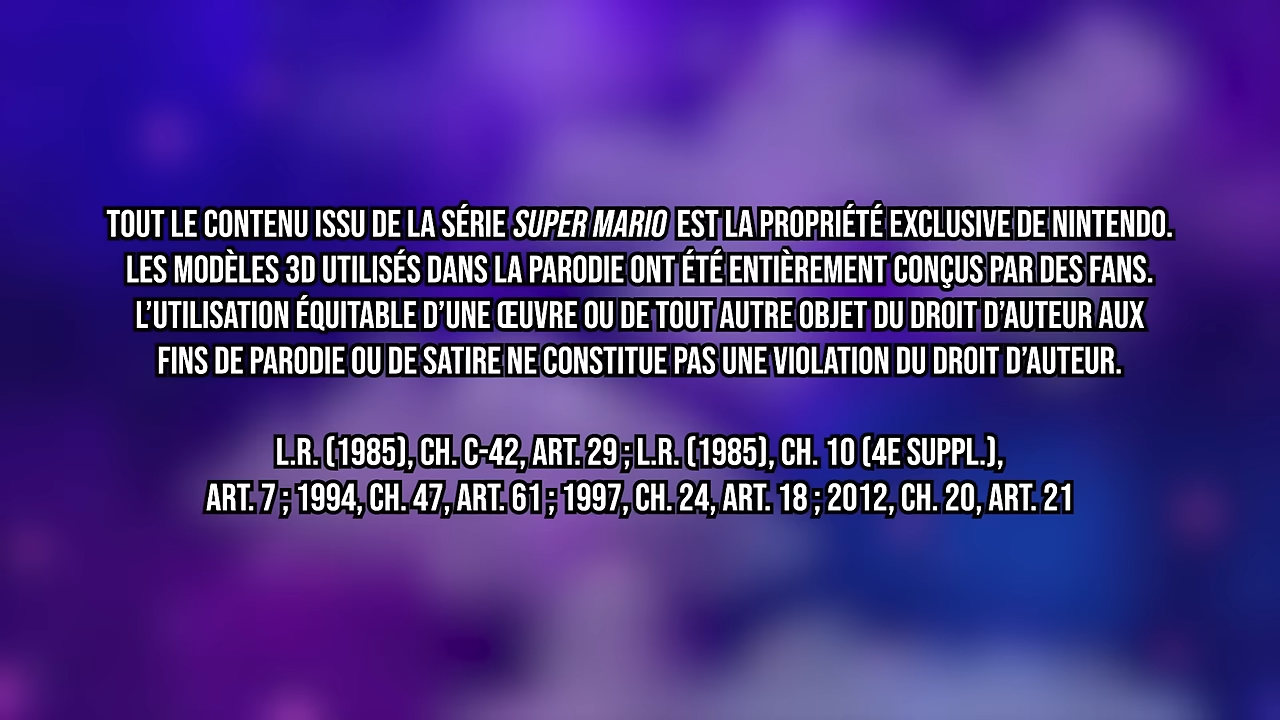 TOUT LE CONTENU ISSU DE LA SÉRIE SUPER MARIO EST LA PROPRIÉTÉ EXCLUSIVE DE NINTENDO.
LES MODÈLES 3D UTILISÉS DANS LA PARODIE ONT ÉTÉ ENTIÈREMENT CONÇUS PAR DES FANS.
L’UTILISATION ÉQUITABLE D’UNE ŒUVRE OU DE TOUT AUTRE OBJET DU DROIT D’AUTEUR AUX
FINS DE PARODIE OU DE SATIRE NE CONSTITUE PAS UNE VIOLATION DU DROIT D’AUTEUR.
L.R. (1985), CH. C-42, ART. 29 ; L.R. (1985), CH. 10 (4E SUPPL.),
ART. 7 ; 1994, CH. 47, ART. 61 ; 1997, CH. 24, ART. 18 ; 2012, CH. 20, ART. 21